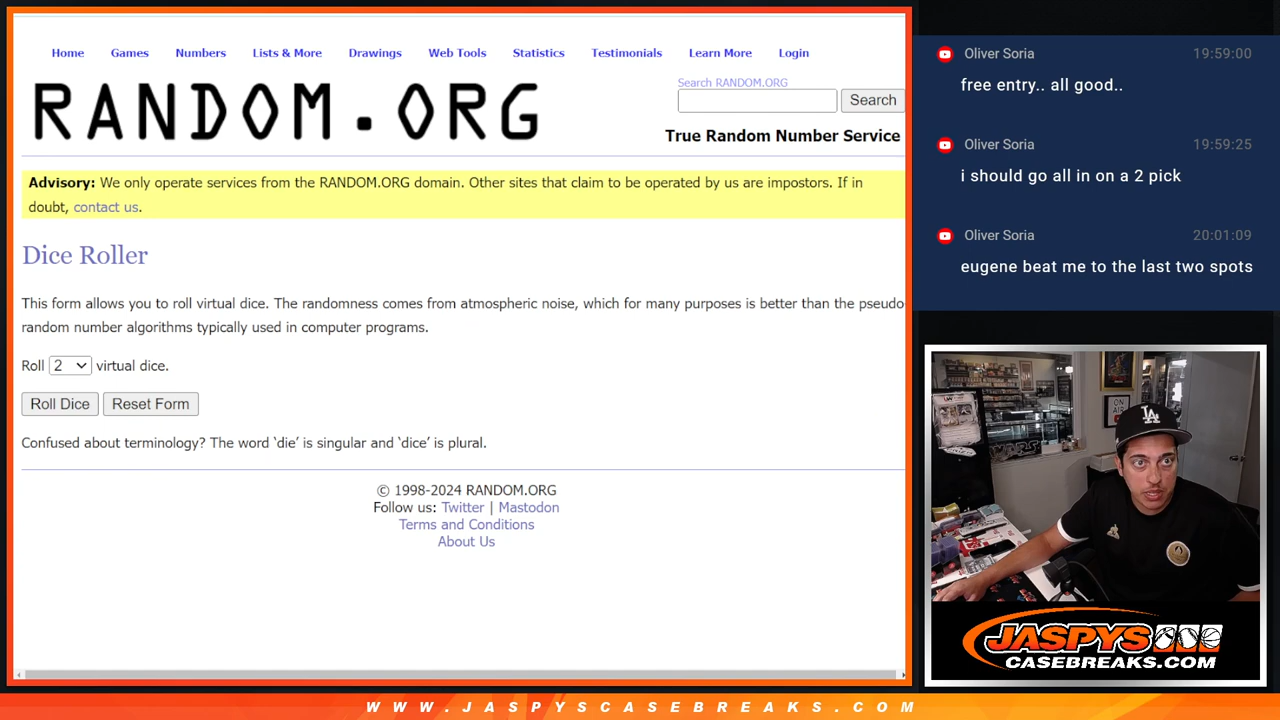 Home Games Numbers Lists & More Drawings Web Tools Statistics Testimonials Learn More Login
RANDOM.ORG
Search RANDOM.ORG
Search
True Random Number Service
Advisory: We only operate services from the RANDOM.ORG domain. Other sites that claim to be operated by us are impostors. If in
doubt, contact us.
Dice Roller
This form allows you to roll virtual dice. The randomness comes from atmospheric noise, which for many purposes is better than the pseudo-
random number algorithms typically used in computer programs.
Roll 2 virtual dice.
Roll Dice Reset Form
Confused about terminology? The word ‘die’ is singular and ‘dice’ is plural.
© 1998-2024 RANDOM.ORG
Follow us: Twitter | Mastodon
Terms and Conditions
About Us
Oliver Soria 19:59:00
free entry.. all good..
Oliver Soria 19:59:25
i should go all in on a 2 pick
Oliver Soria 20:01:09
eugene beat me to the last two spots
ON
AIR
LA
JASPYS
CASEBREAKS.COM
WWW.JASPYSCASEBREAKS.COM